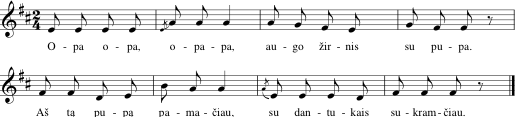 O - pa o - pa, o - pa - pa, au - go žir - nis su pu - pa.
Aš tą pu - pą pa - ma - čiau, su dan - tu - kais su - kram - čiau.